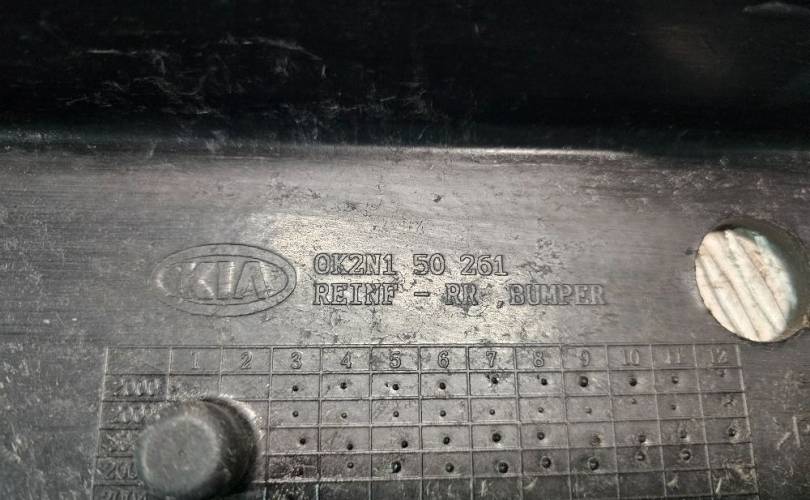 KIA
0K2N1 50 261
REINF - RR BUMPER
1 2 3 4 5 6 7 8 9 10 11 12
2000